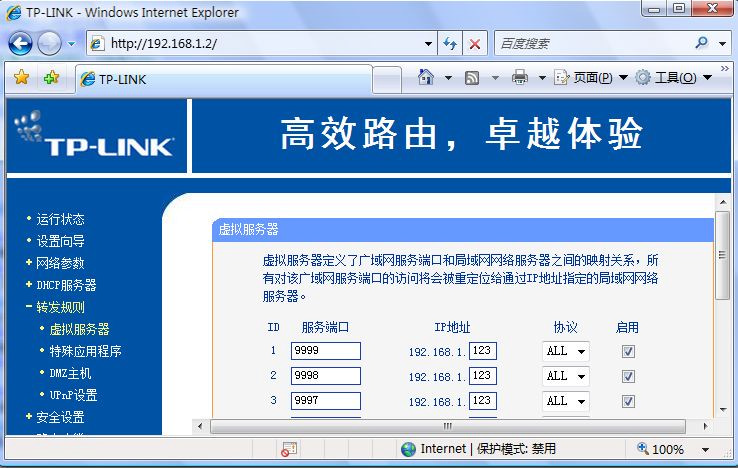 TP-LINK - Windows Internet Explorer
http://192.168.1.2/
百度搜索
TP-LINK
页面(P)
工具(O)
TP-LINK
高效路由，卓越体验
运行状态
设置向导
+ 网络参数
+ DHCP服务器
- 转发规则
虚拟服务器
特殊应用程序
DMZ主机
UPnP设置
+ 安全设置
虚拟服务器
虚拟服务器定义了广域网服务端口和局域网网络服务器之间的映射关系，所
有对该广域网服务端口的访问将会被重定位给通过IP地址指定的局域网网络
服务器。
ID 服务端口 IP地址 协议 启用
1 9999 192.168.1. 123 ALL
2 9998 192.168.1. 123 ALL
3 9997 192.168.1. 123 ALL
Internet | 保护模式: 禁用
100%